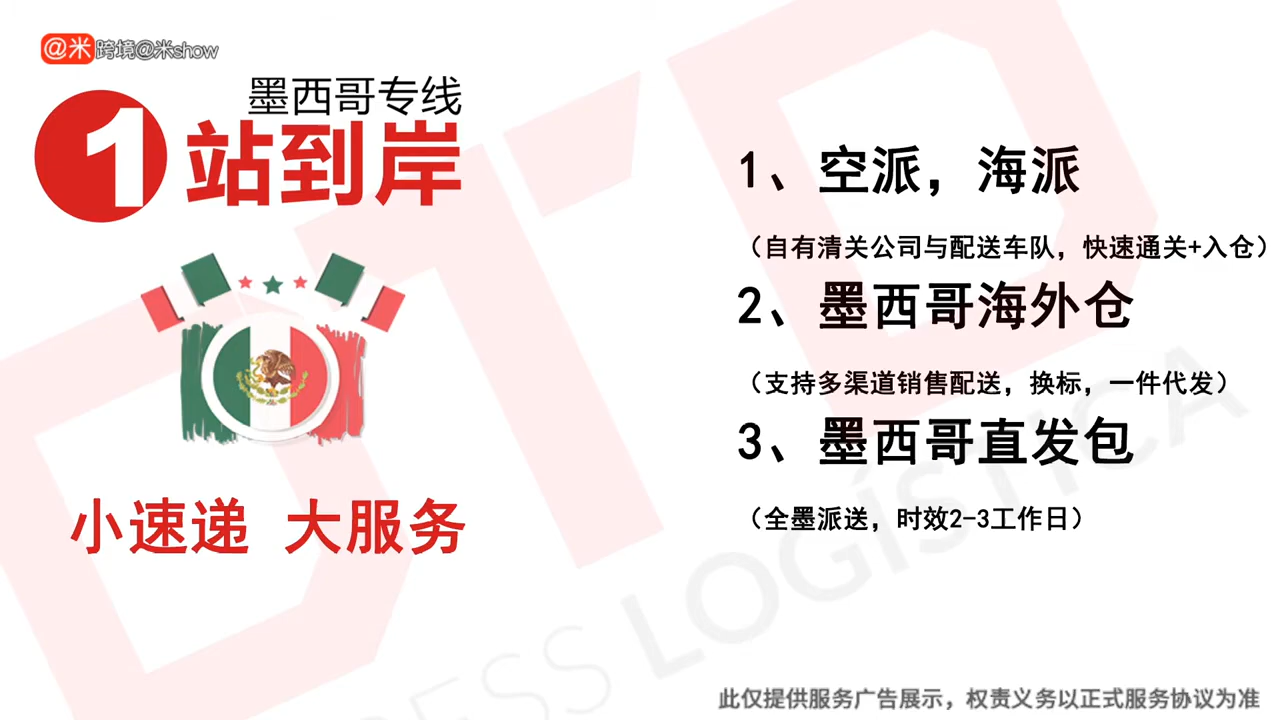 @米 跨境@米show
墨西哥专线
1站到岸
小速递 大服务
1、空派，海派
（自有清关公司与配送车队，快速通关+入仓）
2、墨西哥海外仓
（支持多渠道销售配送，换标，一件代发）
3、墨西哥直发包
（全墨派送，时效2-3工作日）
ESS LOGÍSTICA
此仅提供服务广告展示，权责义务以正式服务协议为准